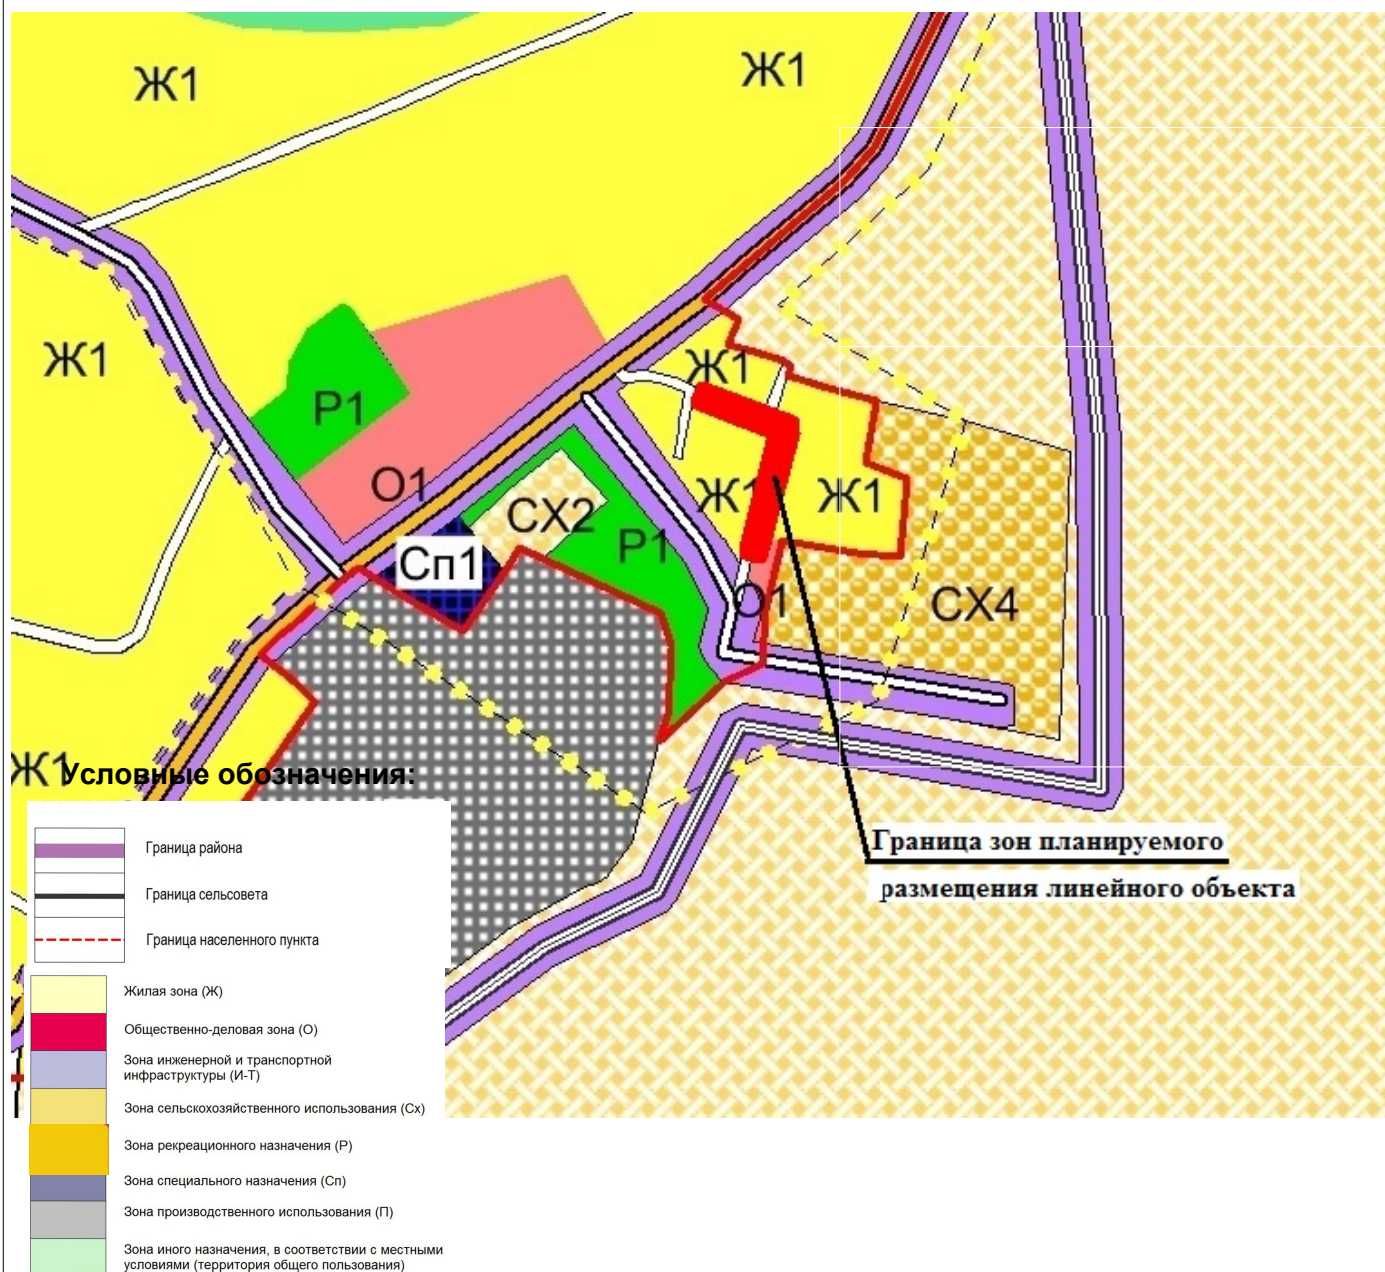 Ж1
Ж1
Ж1
Ж1
Р1
О1
СХ2
Ж1
Ж1
Р1
Сп1
О1
СХ4
Ж1
Условные обозначения:
Граница района
Граница сельсовета
Граница населенного пункта
Жилая зона (Ж)
Общественно-деловая зона (О)
Зона инженерной и транспортной
инфраструктуры (И-Т)
Зона сельскохозяйственного использования (Сх)
Зона рекреационного назначения (Р)
Зона специального назначения (Сп)
Зона производственного использования (П)
Зона иного назначения, в соответствии с местными
условиями (территория общего пользования)
Граница зон планируемого
размещения линейного объекта